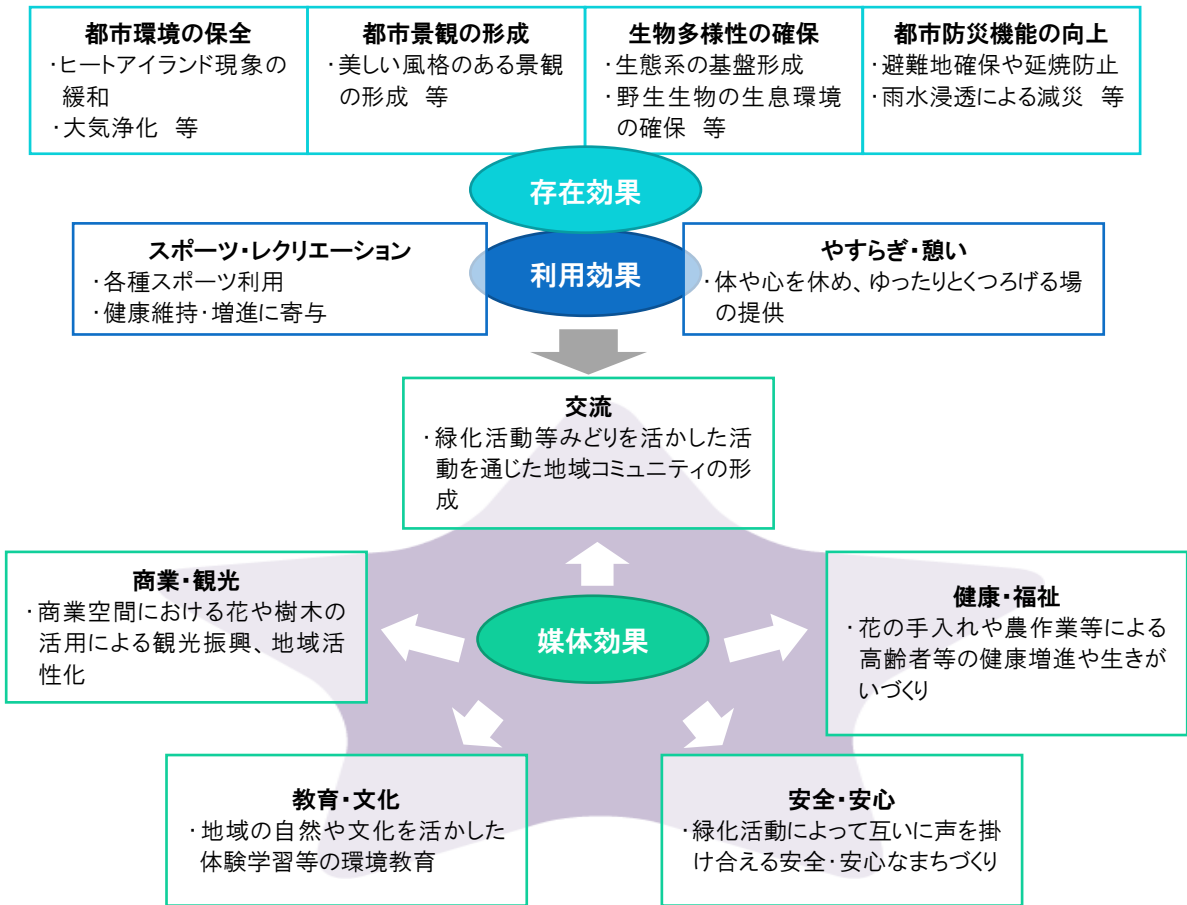 都市環境の保全
・ヒートアイランド現象の
緩和
・大気浄化　等
都市景観の形成
・美しい風格のある景観
の形成　等
生物多様性の確保
・生態系の基盤形成
・野生生物の生息環境
の確保　等
都市防災機能の向上
・避難地確保や延焼防止
・雨水浸透による減災　等
存在効果
スポーツ・レクリエーション
・各種スポーツ利用
・健康維持・増進に寄与
利用効果
やすらぎ・憩い
・体や心を休め、ゆったりとくつろげる場
の提供
交流
・緑化活動等みどりを活かした活
動を通じた地域コミュニティの形
成
商業・観光
・商業空間における花や樹木の
活用による観光振興、地域活
性化
媒体効果
健康・福祉
・花の手入れや農作業等による
高齢者等の健康増進や生きが
いづくり
教育・文化
・地域の自然や文化を活かした
体験学習等の環境教育
安全・安心
・緑化活動によって互いに声を掛
け合える安全・安心なまちづくり